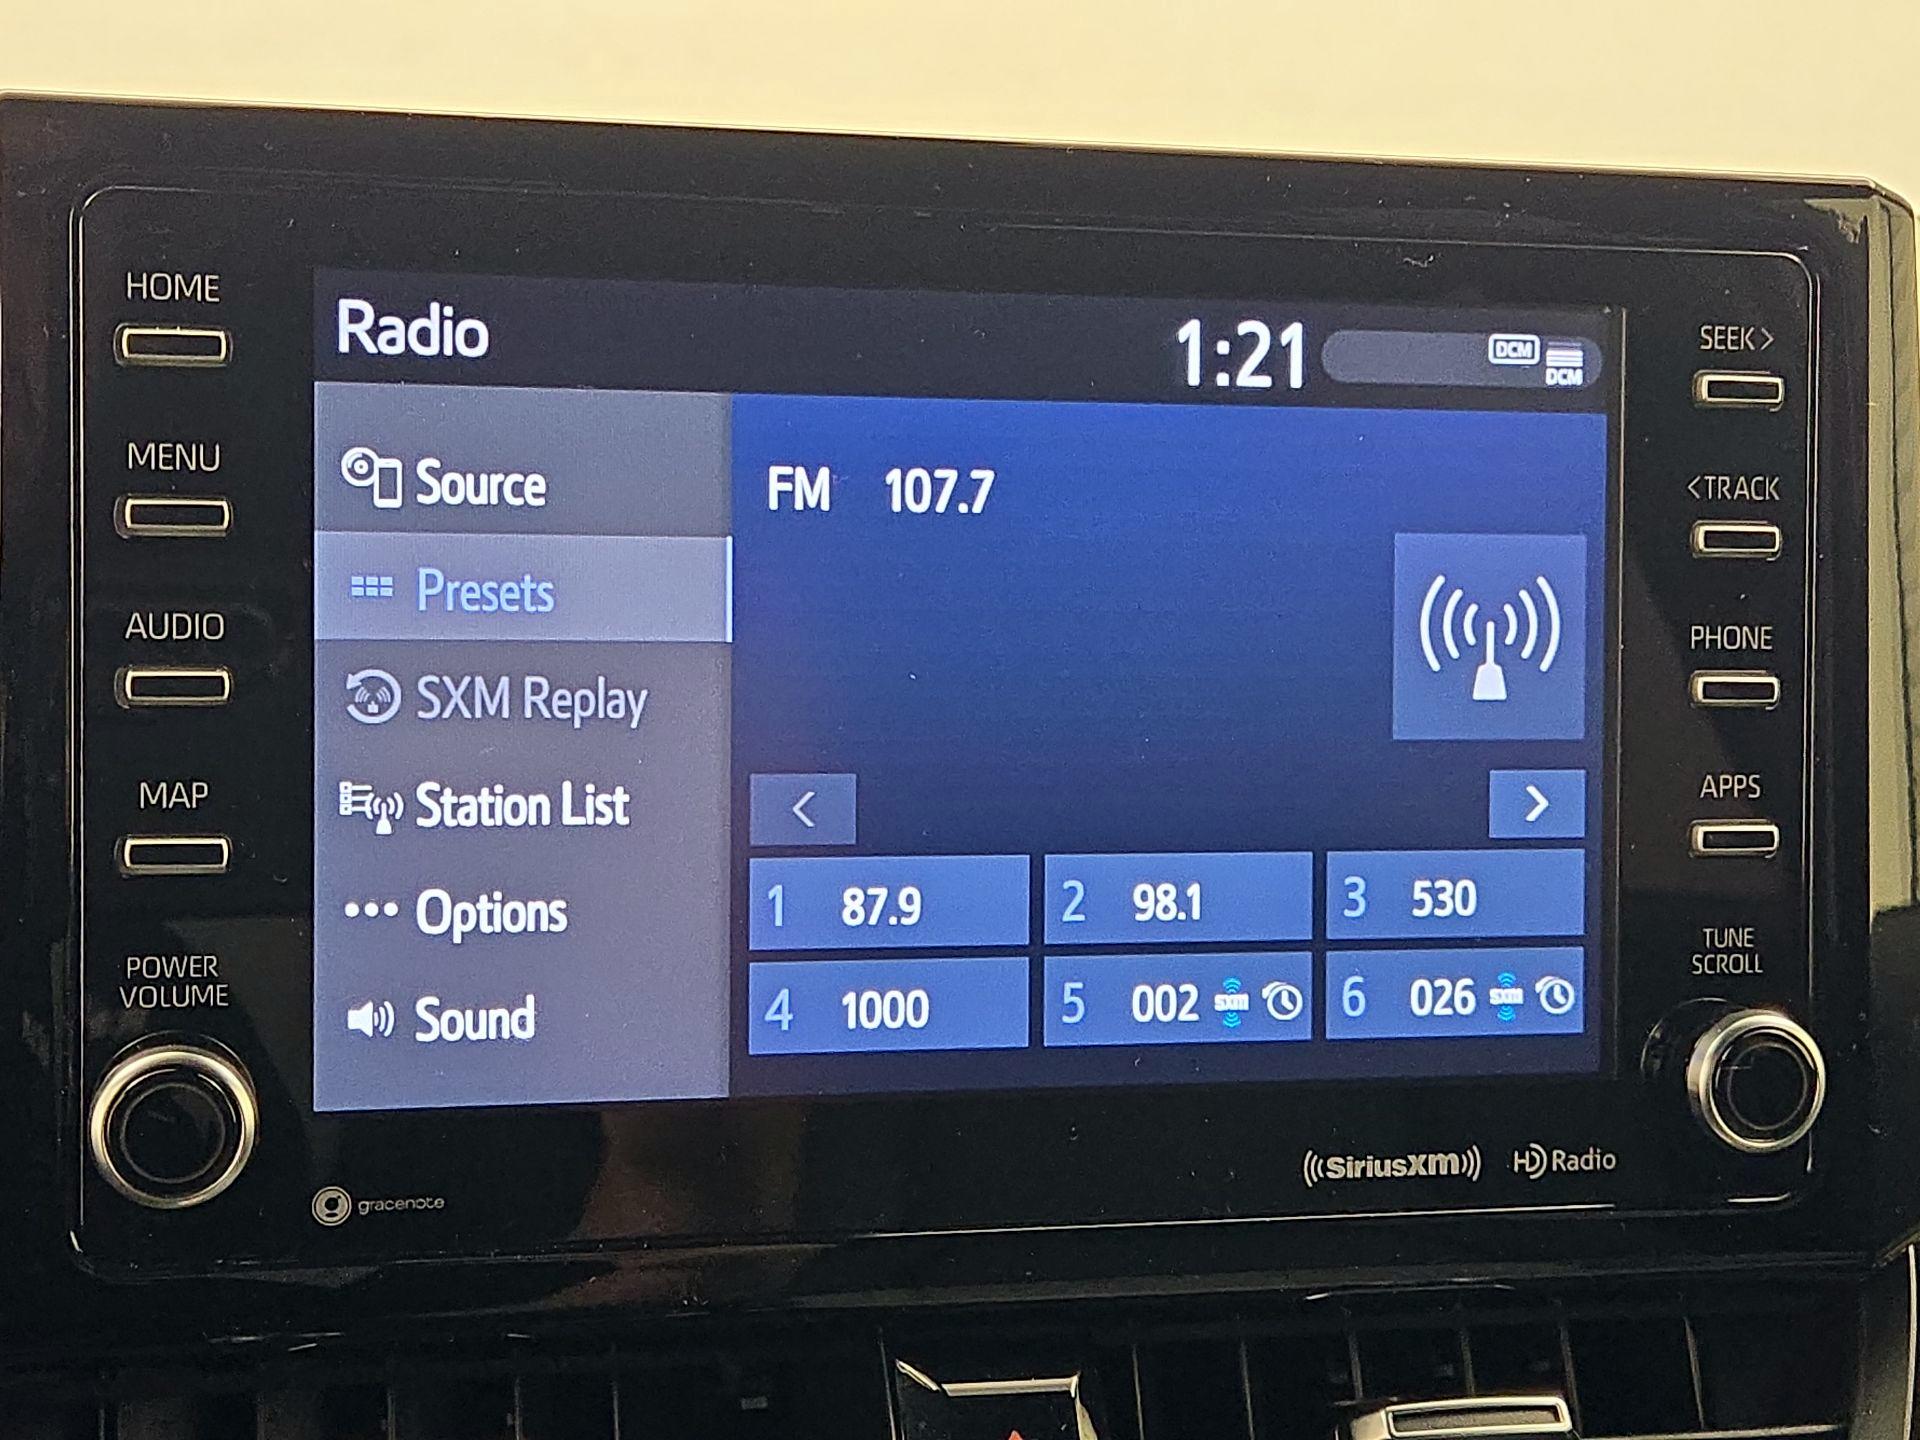 HOME
MENU
AUDIO
MAP
POWER
VOLUME
Radio
1:21
DCM
DCM
Source
Presets
SXM Replay
Station List
Options
Sound
FM 107.7
<
>
1 87.9
2 98.1
3 530
4 1000
5 002 SXM
6 026 SXM
SEEK >
< TRACK
PHONE
APPS
TUNE
SCROLL
g gracenote
((SiriusXM))
HD Radio